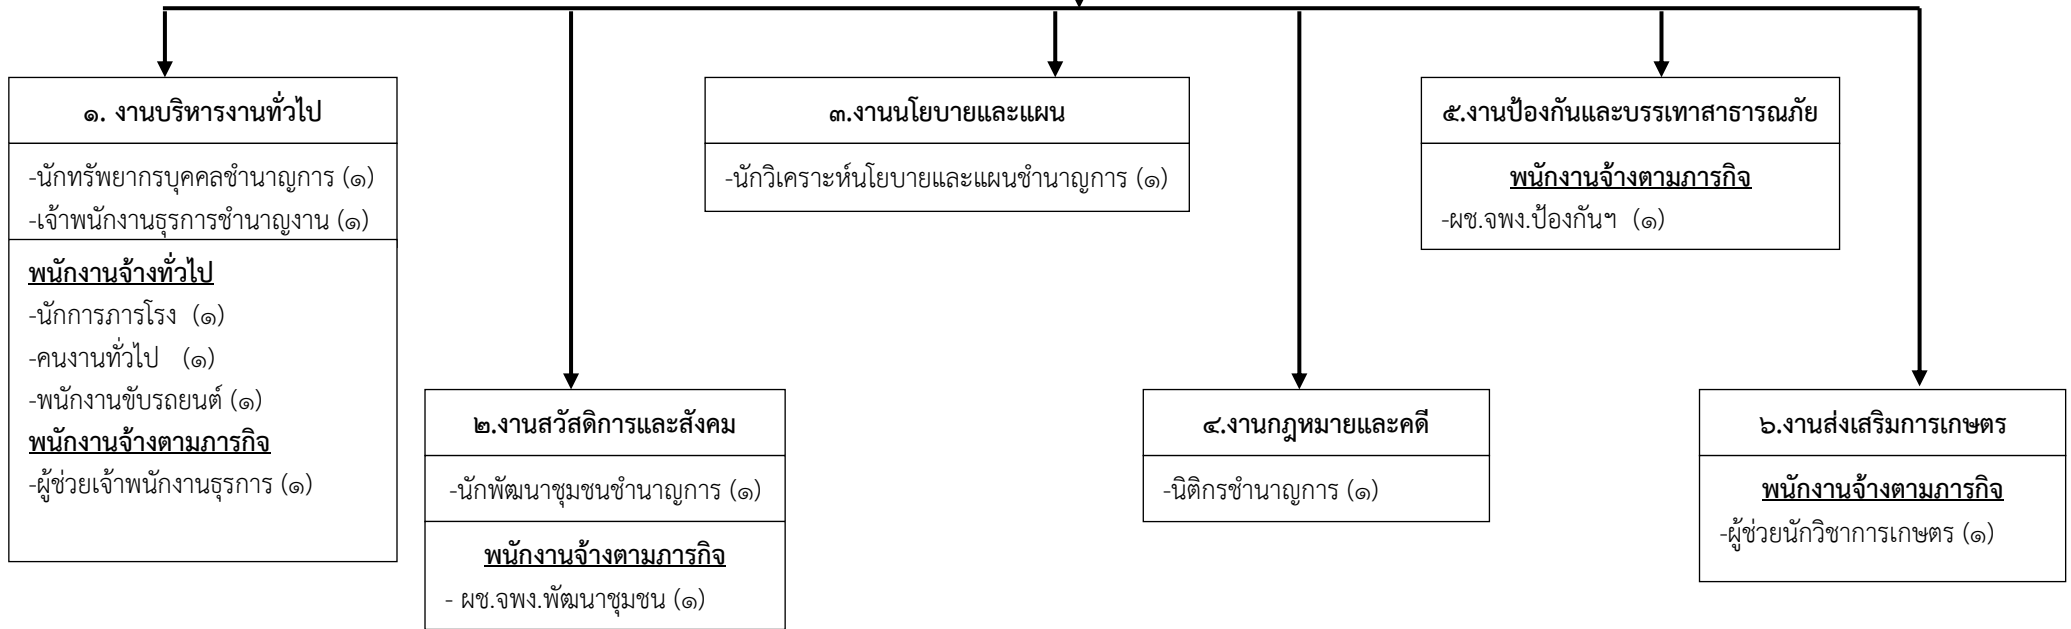 ๑. งานบริหารงานทั่วไป
-นักทรัพยากรบุคคลชำนาญการ (๑)
-เจ้าพนักงานธุรการชำนาญงาน (๑)
พนักงานจ้างทั่วไป
-นักการภารโรง (๑)
-คนงานทั่วไป (๑)
-พนักงานขับรถยนต์ (๑)
พนักงานจ้างตามภารกิจ
-ผู้ช่วยเจ้าพนักงานธุรการ (๑)
๒.งานสวัสดิการและสังคม
-นักพัฒนาชุมชนชำนาญการ (๑)
พนักงานจ้างตามภารกิจ
- ผช.จพง.พัฒนาชุมชน (๑)
๓.งานนโยบายและแผน
-นักวิเคราะห์นโยบายและแผนชำนาญการ (๑)
๔.งานกฎหมายและคดี
-นิติกรชำนาญการ (๑)
๕.งานป้องกันและบรรเทาสาธารณภัย
พนักงานจ้างตามภารกิจ
-ผช.จพง.ป้องกันฯ (๑)
๖.งานส่งเสริมการเกษตร
พนักงานจ้างตามภารกิจ
-ผู้ช่วยนักวิชาการเกษตร (๑)